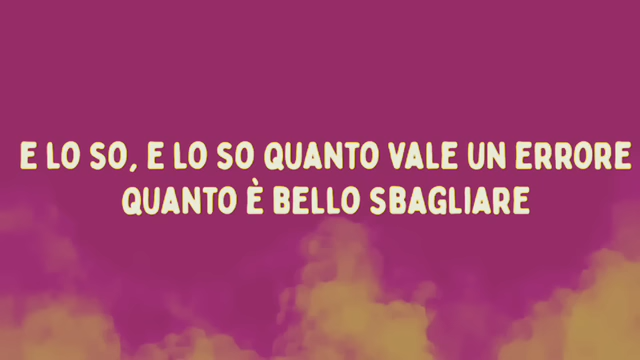 E LO SO, E LO SO QUANTO VALE UN ERRORE
QUANTO È BELLO SBAGLIARE